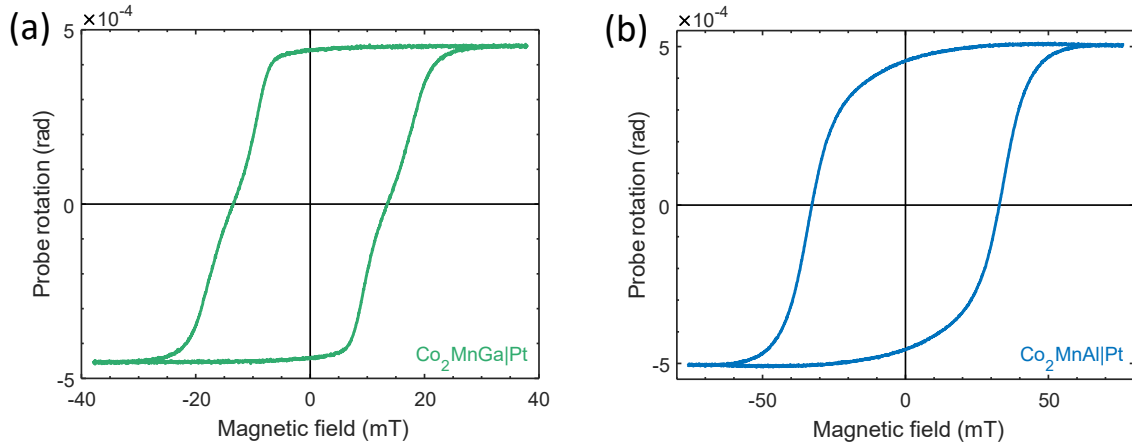 (a)
×10⁻⁴
5
0
-5
Probe rotation (rad)
-40
-20
0
20
40
Magnetic field (mT)
Co₂MnGa|Pt
(b)
×10⁻⁴
5
0
-5
Probe rotation (rad)
-50
0
50
Magnetic field (mT)
Co₂MnAl|Pt